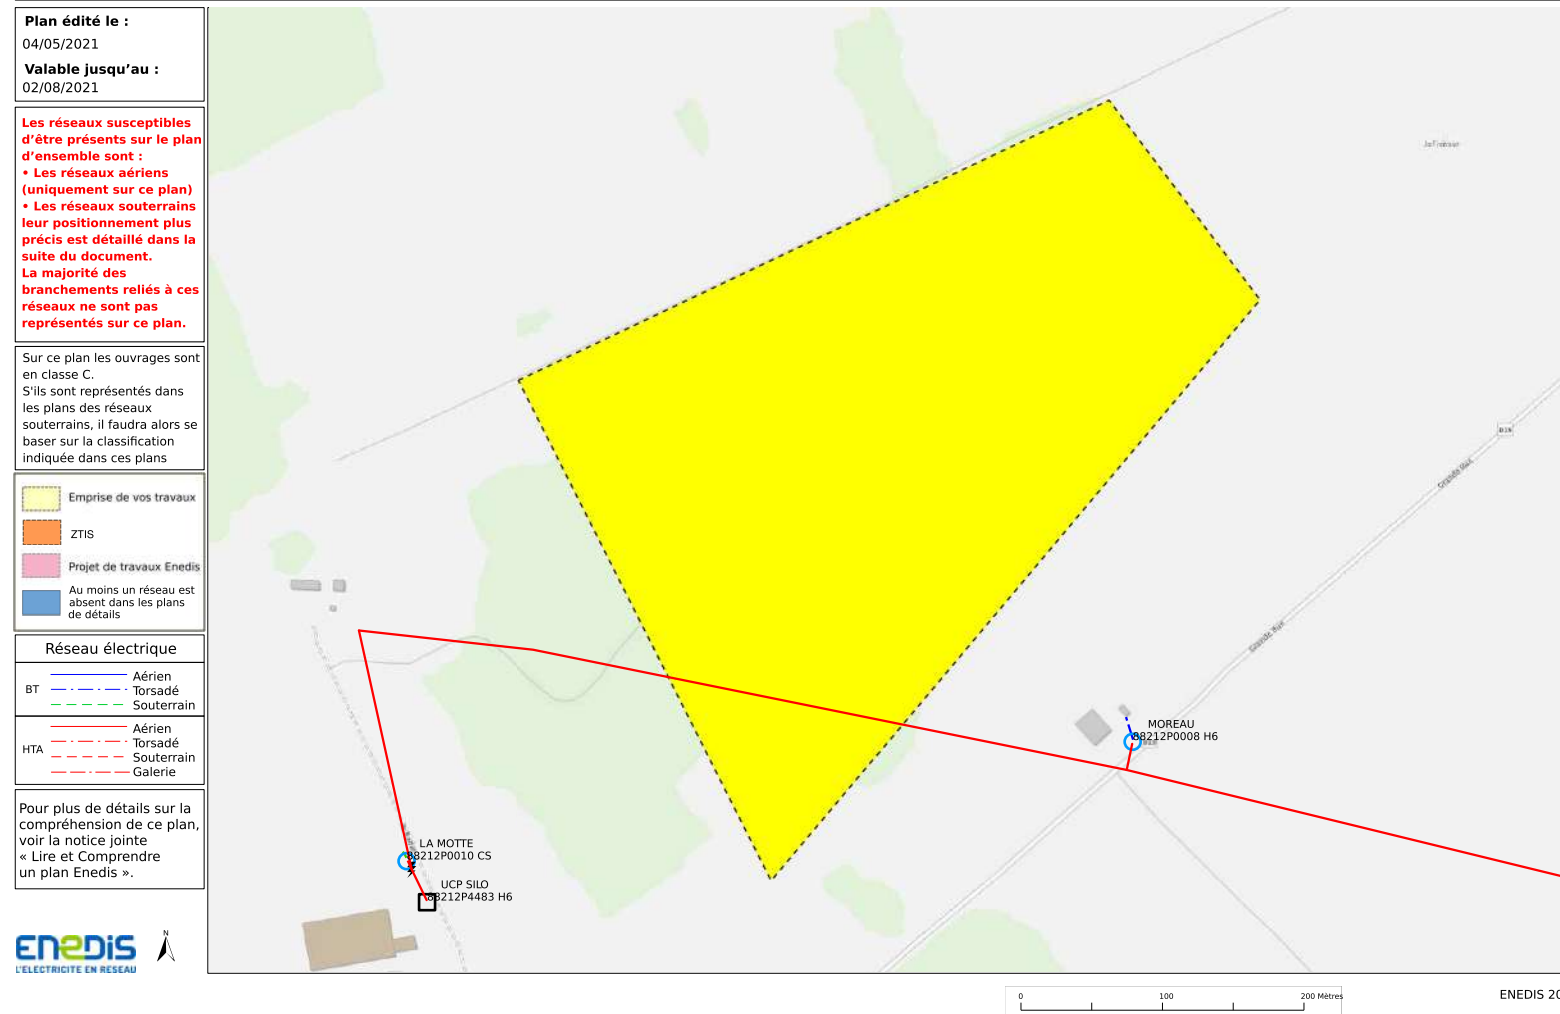 Plan édité le :
04/05/2021
Valable jusqu’au :
02/08/2021
Les réseaux susceptibles
d’être présents sur le plan
d’ensemble sont :
• Les réseaux aériens
(uniquement sur ce plan)
• Les réseaux souterrains
leur positionnement plus
précis est détaillé dans la
suite du document.
La majorité des
branchements reliés à ces
réseaux ne sont pas
représentés sur ce plan.
Sur ce plan les ouvrages sont
en classe C.
S'ils sont représentés dans
les plans des réseaux
souterrains, il faudra alors se
baser sur la classification
indiquée dans ces plans
Emprise de vos travaux
ZTIS
Projet de travaux Enedis
Au moins un réseau est
absent dans les plans
de détails
Réseau électrique
BT
Aérien
Torsadé
Souterrain
HTA
Aérien
Torsadé
Souterrain
Galerie
Pour plus de détails sur la
compréhension de ce plan,
voir la notice jointe
« Lire et Comprendre
un plan Enedis ».
ENEDIS
L'ELECTRICITE EN RESEAU
N
Grande Rue
Grande Rue
MOREAU
88212P0008 H6
LA MOTTE
88212P0010 CS
UCP SILO
88212P4483 H6
0 100 200 Mètres
ENEDIS 20